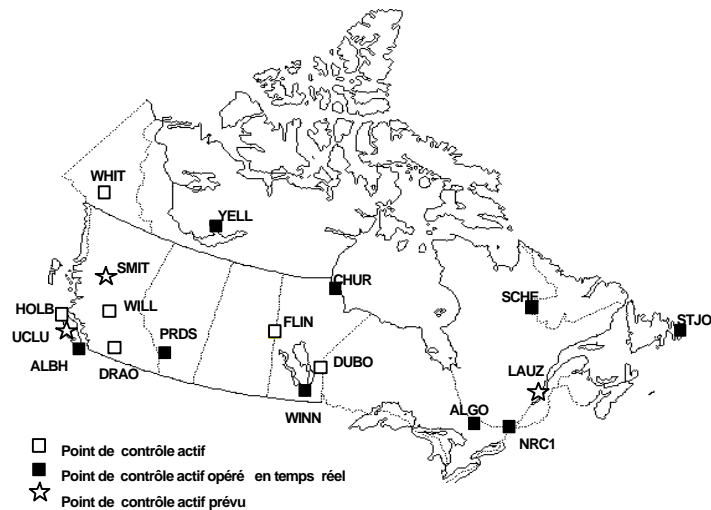 WHIT
YELL
SMIT
CHUR
HOLB
WILL
SCHE
UCLU
PRDS
FLIN
STJO
ALBH
DRAO
DUBO
LAUZ
WINN
ALGO
NRC1
Point de contrôle actif
Point de contrôle actif opéré en temps réel
Point de contrôle actif prévu